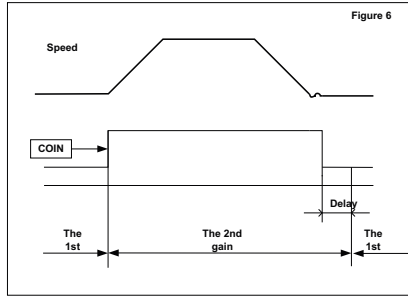 Figure 6
Speed
COIN
Delay
The 1st
The 2nd gain
The 1st